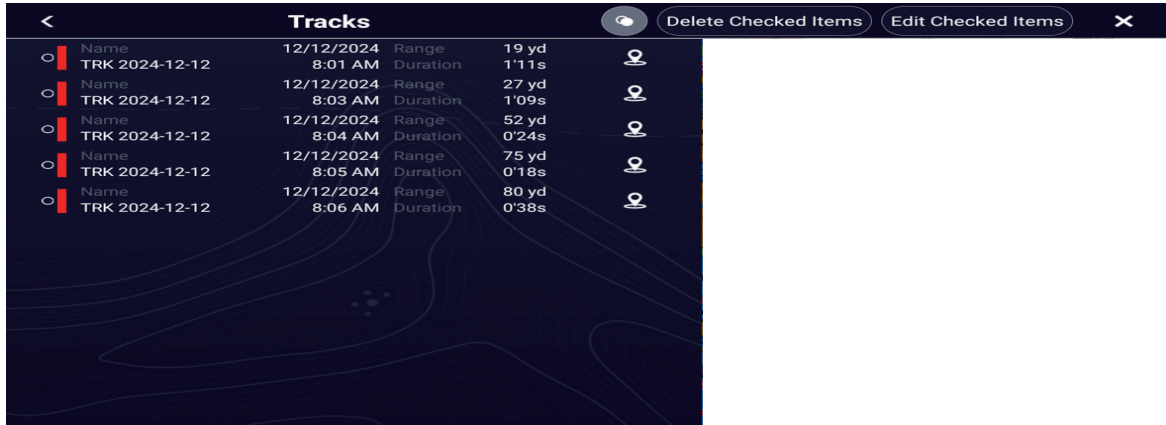 Tracks Delete Checked Items Edit Checked Items
Name 12/12/2024 Range 19 yd
TRK 2024-12-12 8:01 AM Duration 1'11s
Name 12/12/2024 Range 27 yd
TRK 2024-12-12 8:03 AM Duration 1'09s
Name 12/12/2024 Range 52 yd
TRK 2024-12-12 8:04 AM Duration 0'24s
Name 12/12/2024 Range 75 yd
TRK 2024-12-12 8:05 AM Duration 0'18s
Name 12/12/2024 Range 80 yd
TRK 2024-12-12 8:06 AM Duration 0'38s